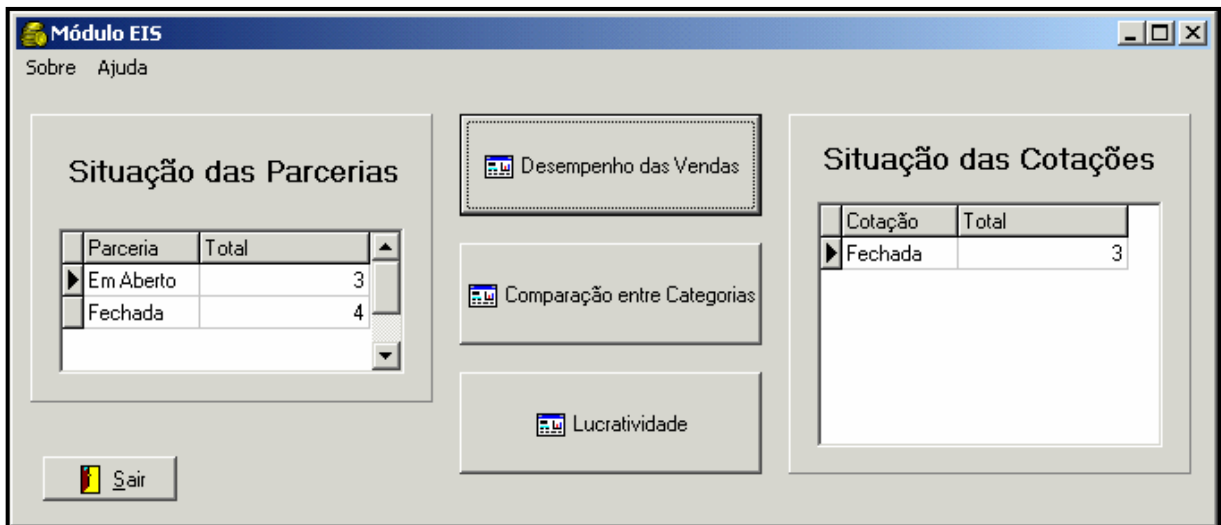 Módulo EIS
Sobre Ajuda
Situação das Parcerias
Parceria Total
Em Aberto 3
Fechada 4
Desempenho das Vendas
Comparação entre Categorias
Lucratividade
Situação das Cotações
Cotação Total
Fechada 3
Sair